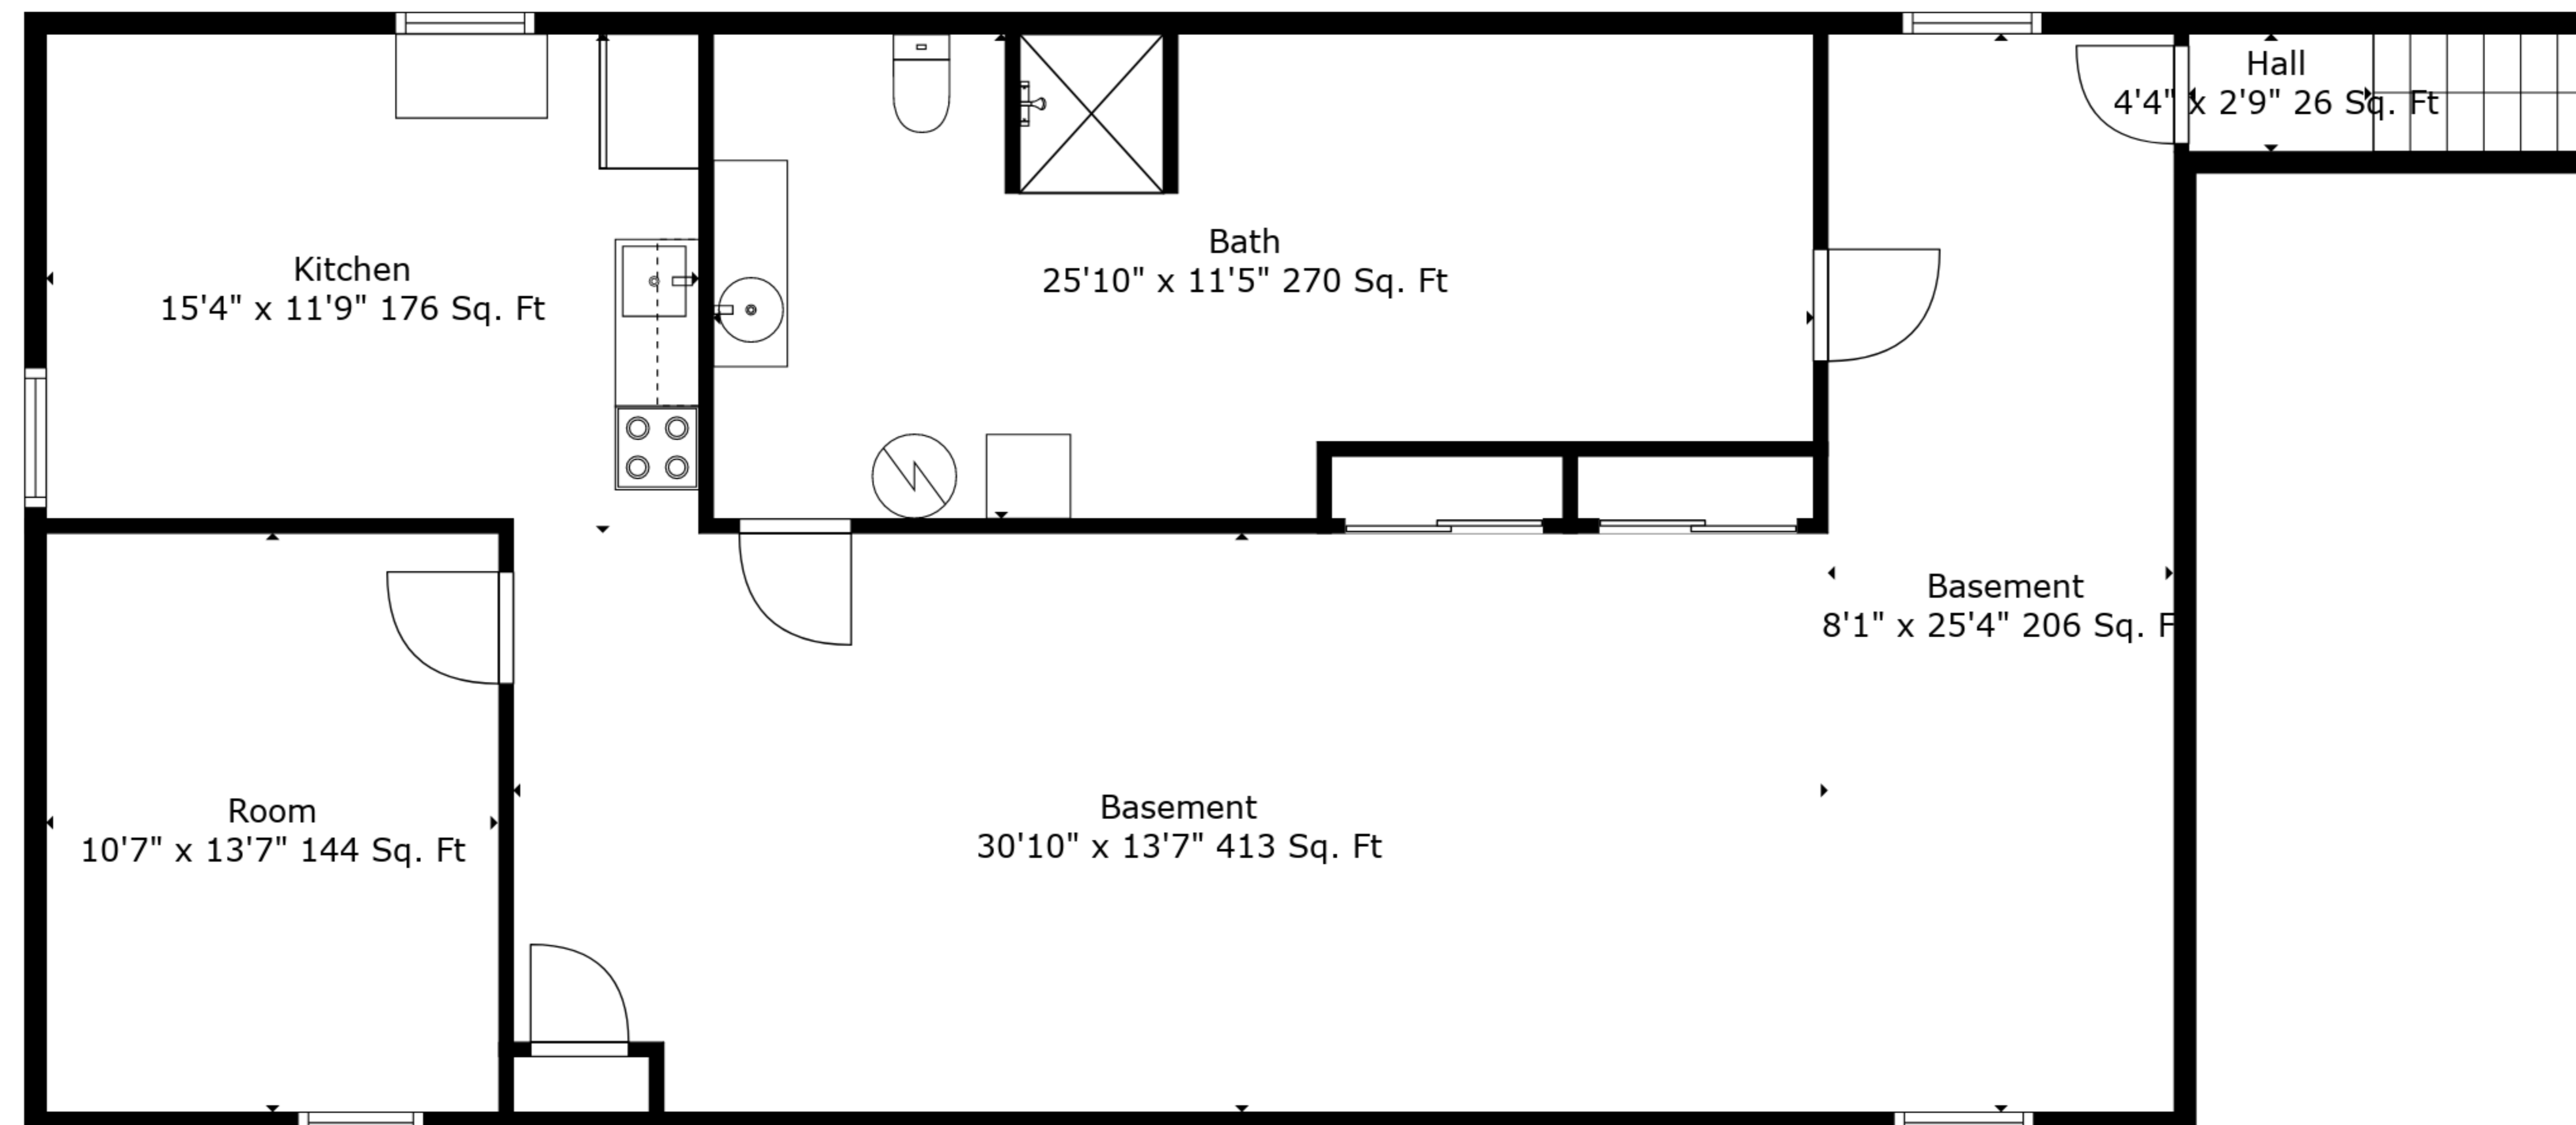 Hall
4'4" x 2'9" 26 Sq. Ft
Bath
25'10" x 11'5" 270 Sq. Ft
Kitchen
15'4" x 11'9" 176 Sq. Ft
Basement
8'1" x 25'4" 206 Sq. F
Room
10'7" x 13'7" 144 Sq. Ft
Basement
30'10" x 13'7" 413 Sq. Ft